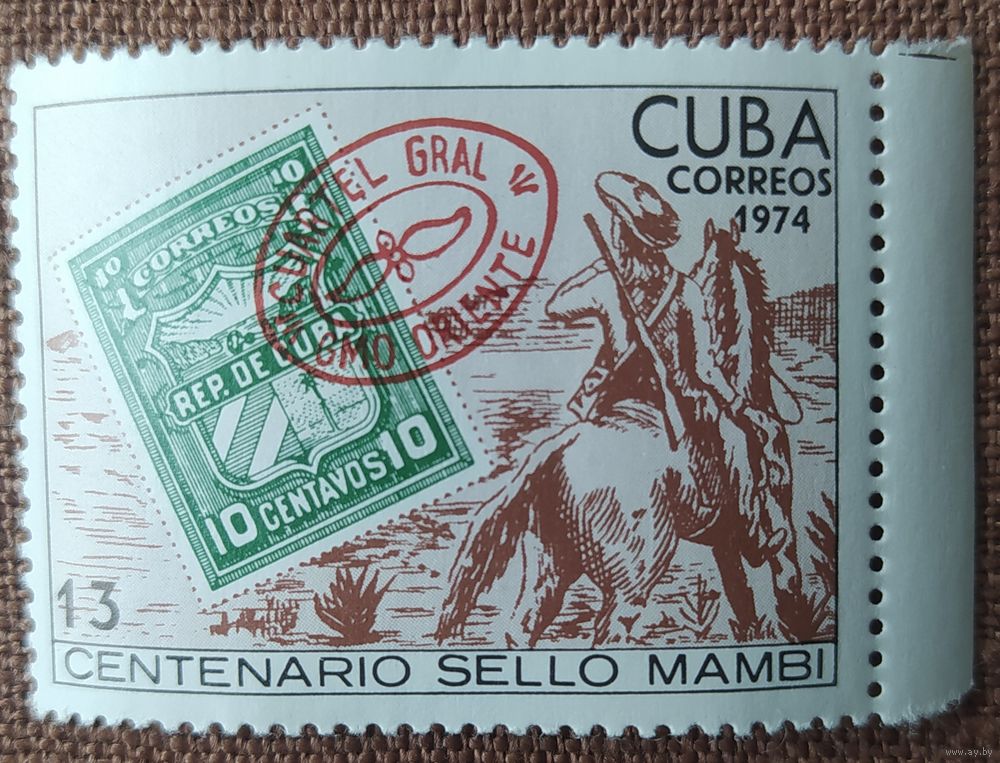 CUBA
CORREOS
1974
10 CORREOS 10
REP. DE CUBA
10 CENTAVOS 10
CUARTEL GRAL
GMO ORIENTE
13
CENTENARIO SELLO MAMBI
www.ay.by